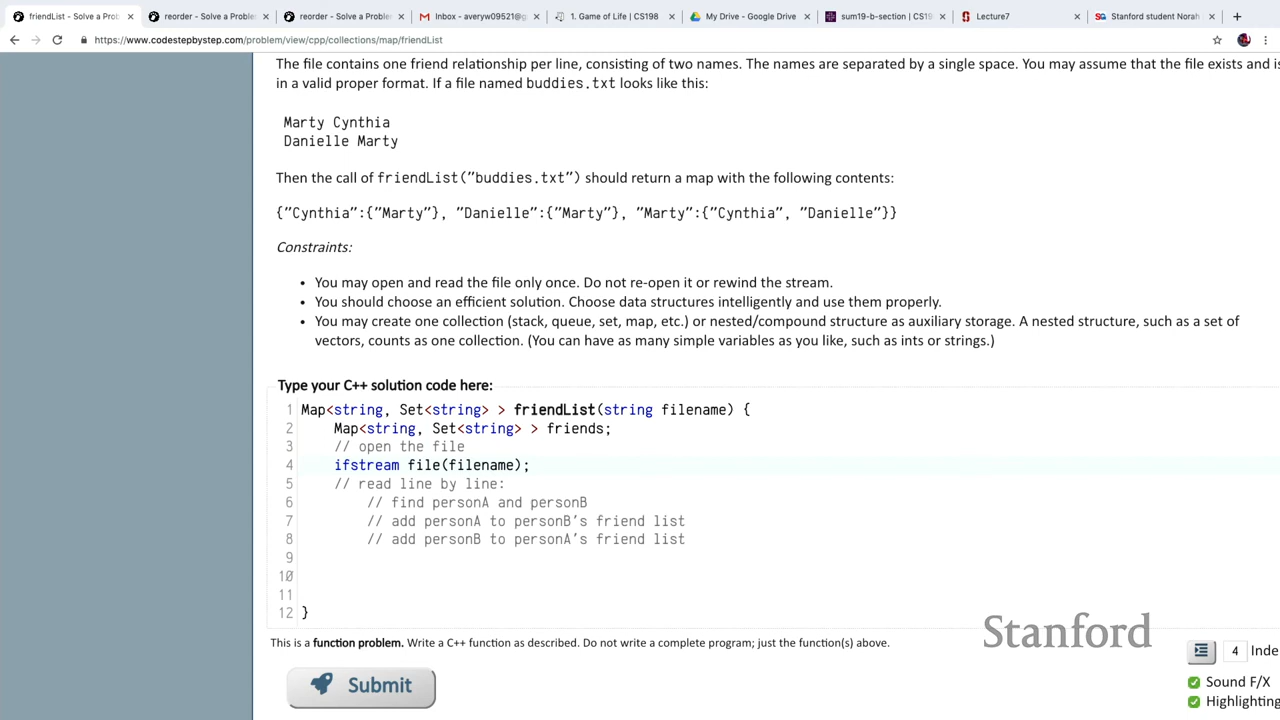 friendList - Solve a Prob
reorder - Solve a Proble
reorder - Solve a Proble
Inbox - averyw09521@g
1. Game of Life | CS198
My Drive - Google Drive
sum19-b-section | CS19
Lecture7
Stanford student Norah
https://www.codestepbystep.com/problem/view/cpp/collections/map/friendList
The file contains one friend relationship per line, consisting of two names. The names are separated by a single space. You may assume that the file exists and is
in a valid proper format. If a file named buddies.txt looks like this:
Marty Cynthia
Danielle Marty
Then the call of friendList("buddies.txt") should return a map with the following contents:
{"Cynthia":{"Marty"}, "Danielle":{"Marty"}, "Marty":{"Cynthia", "Danielle"}}
Constraints:
• You may open and read the file only once. Do not re-open it or rewind the stream.
• You should choose an efficient solution. Choose data structures intelligently and use them properly.
• You may create one collection (stack, queue, set, map, etc.) or nested/compound structure as auxiliary storage. A nested structure, such as a set of
vectors, counts as one collection. (You can have as many simple variables as you like, such as ints or strings.)
Type your C++ solution code here:
1 Map<string, Set<string> > friendList(string filename) {
2 Map<string, Set<string> > friends;
3 // open the file
4 ifstream file(filename);
5 // read line by line:
6 // find personA and personB
7 // add personA to personB's friend list
8 // add personB to personA's friend list
9
10
11
12 }
Stanford
This is a function problem. Write a C++ function as described. Do not write a complete program; just the function(s) above.
4 Inde
Submit
Sound F/X
Highlighting